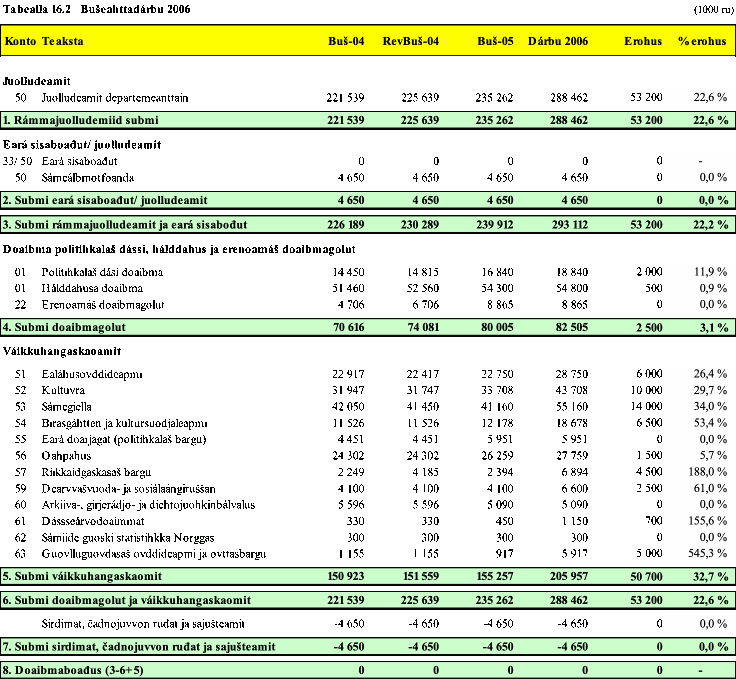 Tabealla 16.2 Bušeahttadárbu 2006 (1000 ru)
Konto Teaksta Buš-04 RevBuš-04 Buš-05 Dárbu 2006 Erohus % erohus
Juolludeamit
50 Juolludeamit departemeanttain 221 539 225 639 235 262 288 462 53 200 22,6 %
1. Rámmajuolludemiid submi 221 539 225 639 235 262 288 462 53 200 22,6 %
Eará sisaboađut/ juolludeamit
33/ 50 Eará sisaboađut 0 0 0 0 0 -
50 Sámeálbmotfoanda 4 650 4 650 4 650 4 650 0 0,0 %
2. Submi eará sisaboađut/ juolludeamit 4 650 4 650 4 650 4 650 0 0,0 %
3. Submi rámmajuolludeamit ja eará sisabođut 226 189 230 289 239 912 293 112 53 200 22,2 %
Doaibma politihkalaš dássi, hálddahus ja erenoamáš doaibmagolut
01 Politihkalaš dási doaibma 14 450 14 815 16 840 18 840 2 000 11,9 %
01 Hálddahusa doaibma 51 460 52 560 54 300 54 800 500 0,9 %
22 Erenoamáš doaibmagolut 4 706 6 706 8 865 8 865 0 0,0 %
4. Submi doaibmagolut 70 616 74 081 80 005 82 505 2 500 3,1 %
Váikkuhangaskaoamit
51 Ealáhusovddideapmi 22 917 22 417 22 750 28 750 6 000 26,4 %
52 Kultuvra 31 947 31 747 33 708 43 708 10 000 29,7 %
53 Sámegiella 42 050 41 450 41 160 55 160 14 000 34,0 %
54 Birasgáhtten ja kultursuodjaleapmi 11 526 11 526 12 178 18 678 6 500 53,4 %
55 Eará doarjagat (politihkalaš bargu) 4 451 4 451 5 951 5 951 0 0,0 %
56 Oahpahus 24 302 24 302 26 259 27 759 1 500 5,7 %
57 Riikkaidgaskasaš bargu 2 249 4 185 2 394 6 894 4 500 188,0 %
59 Dearvvašvuođa- ja sosiálaáŋgiruššan 4 100 4 100 4 100 6 600 2 500 61,0 %
60 Arkiiva-, girjerádjo- ja diehtojuohkinbálvalus 5 596 5 596 5 090 5 090 0 0,0 %
61 Dásseárvodoaimmat 330 330 450 1 150 700 155,6 %
62 Sámiide guoski statistihkka Norggas 300 300 300 300 0 0,0 %
63 Guovlluguovdasaš ovddideapmi ja ovttasbargu 1 155 1 155 917 5 917 5 000 545,3 %
5. Submi váikkuhangaskaomit 150 923 151 559 155 257 205 957 50 700 32,7 %
6. Submi doaibmagolut ja váikkuhangaskaomit 221 539 225 639 235 262 288 462 53 200 22,6 %
Sirdimat, čadnojuvvon ruđat ja sajušteamit -4 650 -4 650 -4 650 -4 650 0 0,0 %
7. Submi sirdimat, čadnojuvvon ruđat ja sajušteamit -4 650 -4 650 -4 650 -4 650 0 0,0 %
8. Doaibmaboađus (3-6+5) 0 0 0 0 0 -